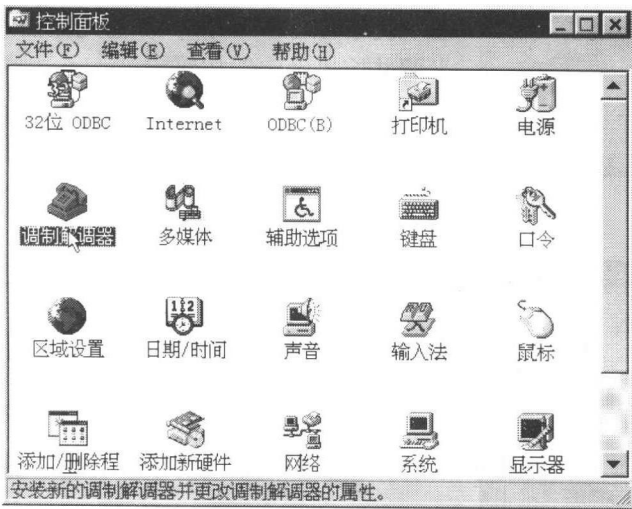 控制面板
文件(F) 编辑(E) 查看(V) 帮助(H)
32位 ODBC Internet ODBC(B) 打印机 电源
调制解调器 多媒体 辅助选项 键盘 口令
区域设置 日期/时间 声音 输入法 鼠标
添加/删除程 添加新硬件 网络 系统 显示器
安装新的调制解调器并更改调制解调器的属性。